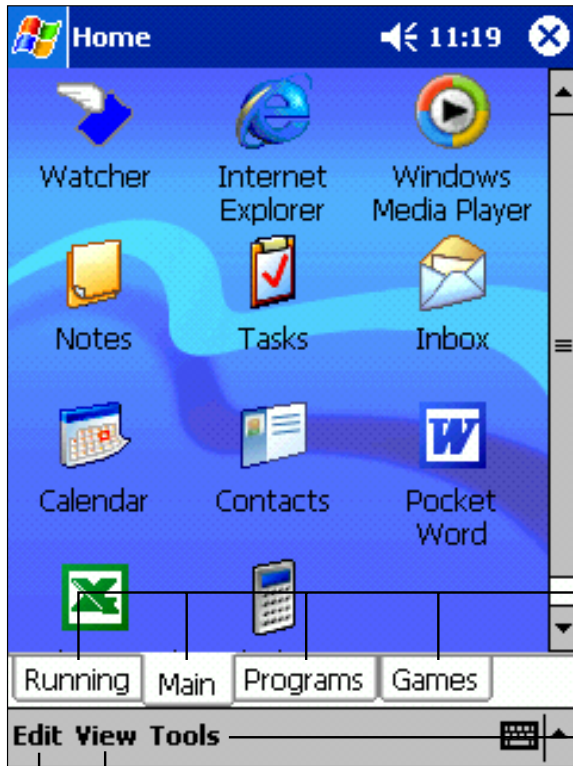 Home 11:19
Watcher Internet Explorer Windows Media Player
Notes Tasks Inbox
Calendar Contacts Pocket Word
Running Main Programs Games
Edit View Tools